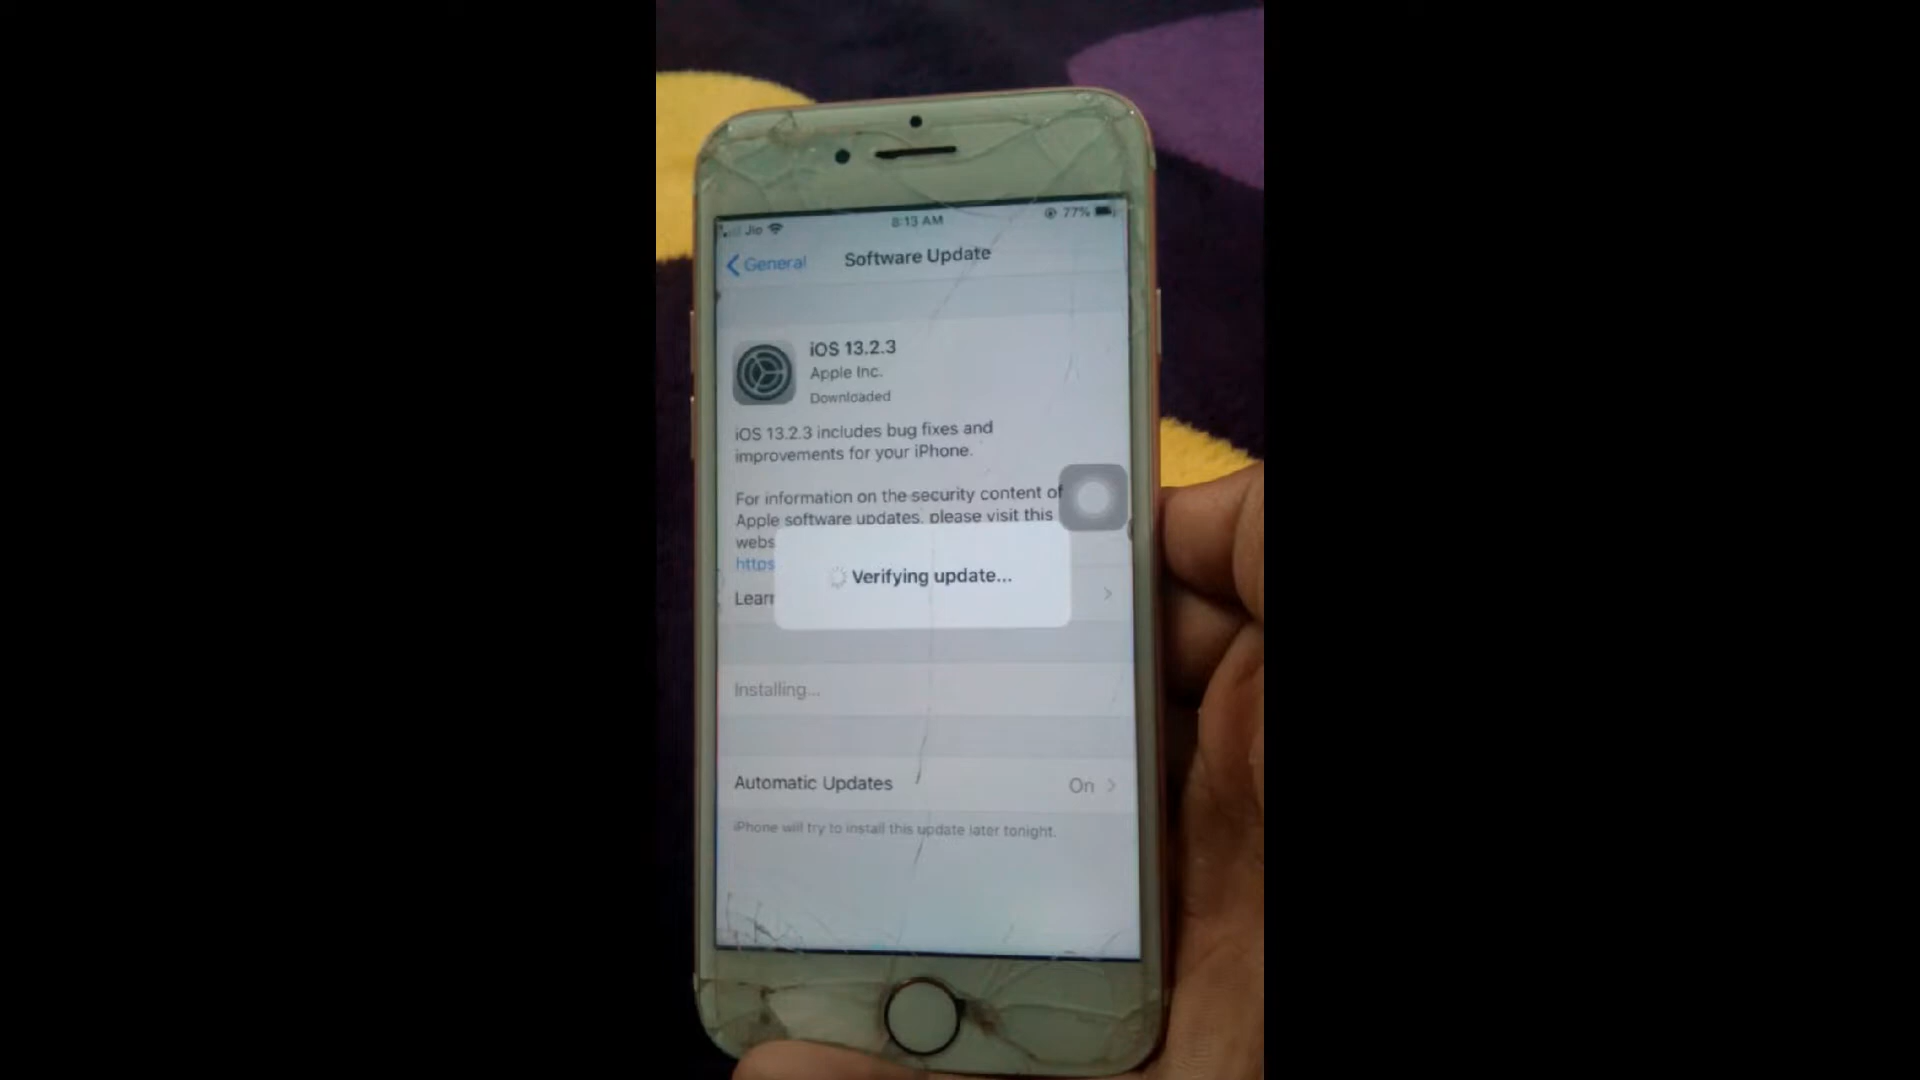 Jio 8:13 AM 77%
General Software Update
iOS 13.2.3
Apple Inc.
Downloaded
iOS 13.2.3 includes bug fixes and
improvements for your iPhone.
For information on the security content of
Apple software updates, please visit this
webs
https
Lear
Verifying update...
Installing...
Automatic Updates On
iPhone will try to install this update later tonight.